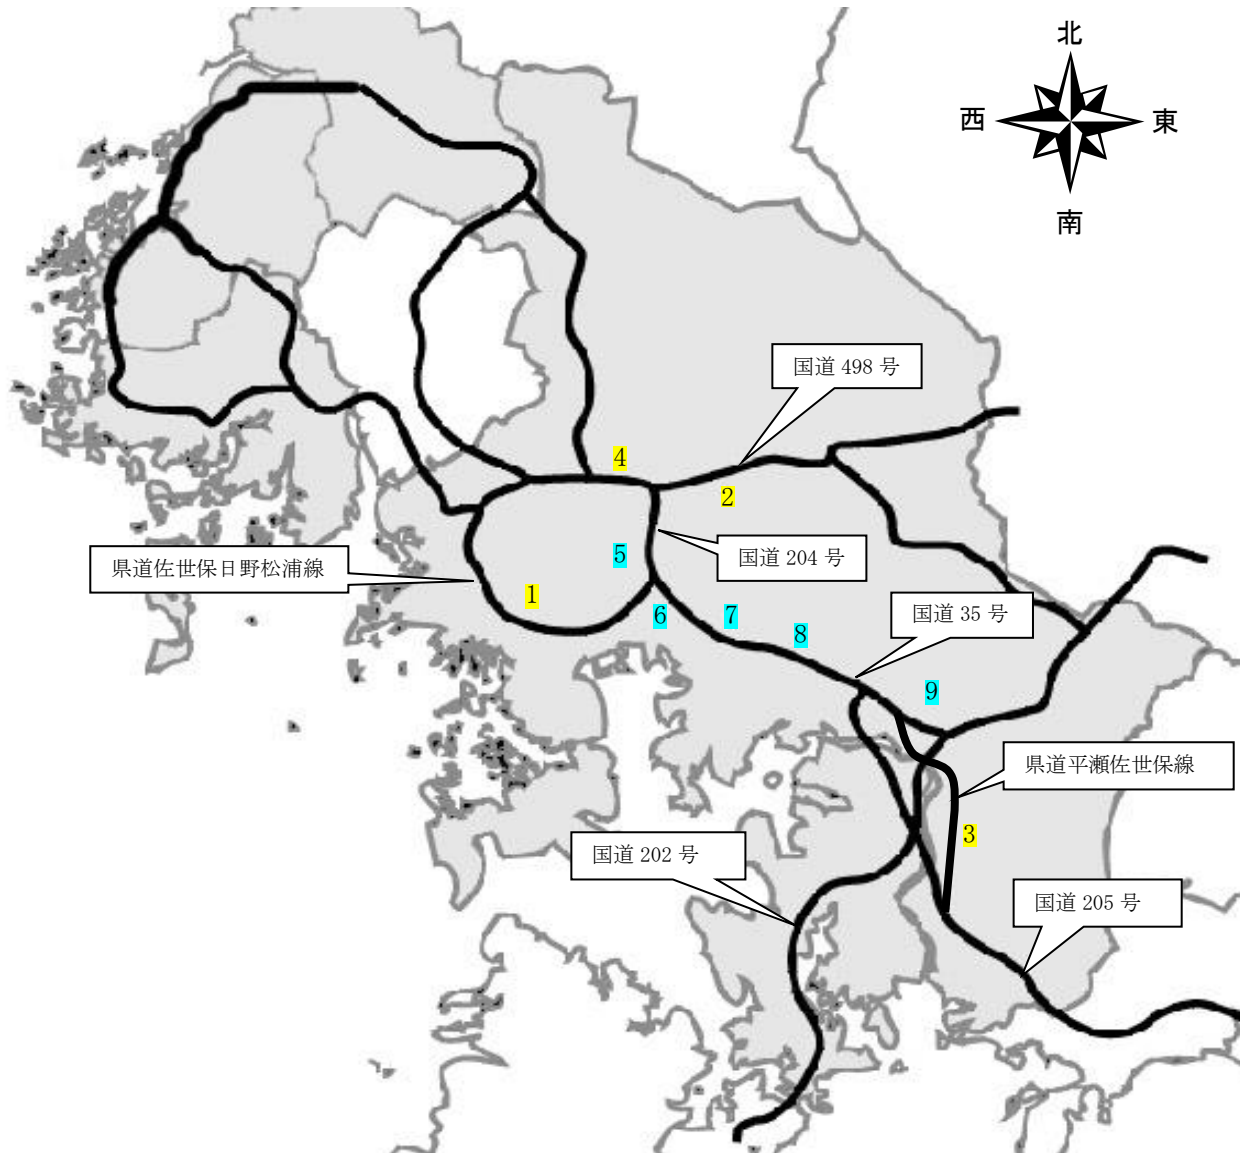 北
西
東
南
国道 498 号
4
2
国道 204 号
5
県道佐世保日野松浦線
1
6
7
8
国道 35 号
9
県道平瀬佐世保線
3
国道 202 号
国道 205 号